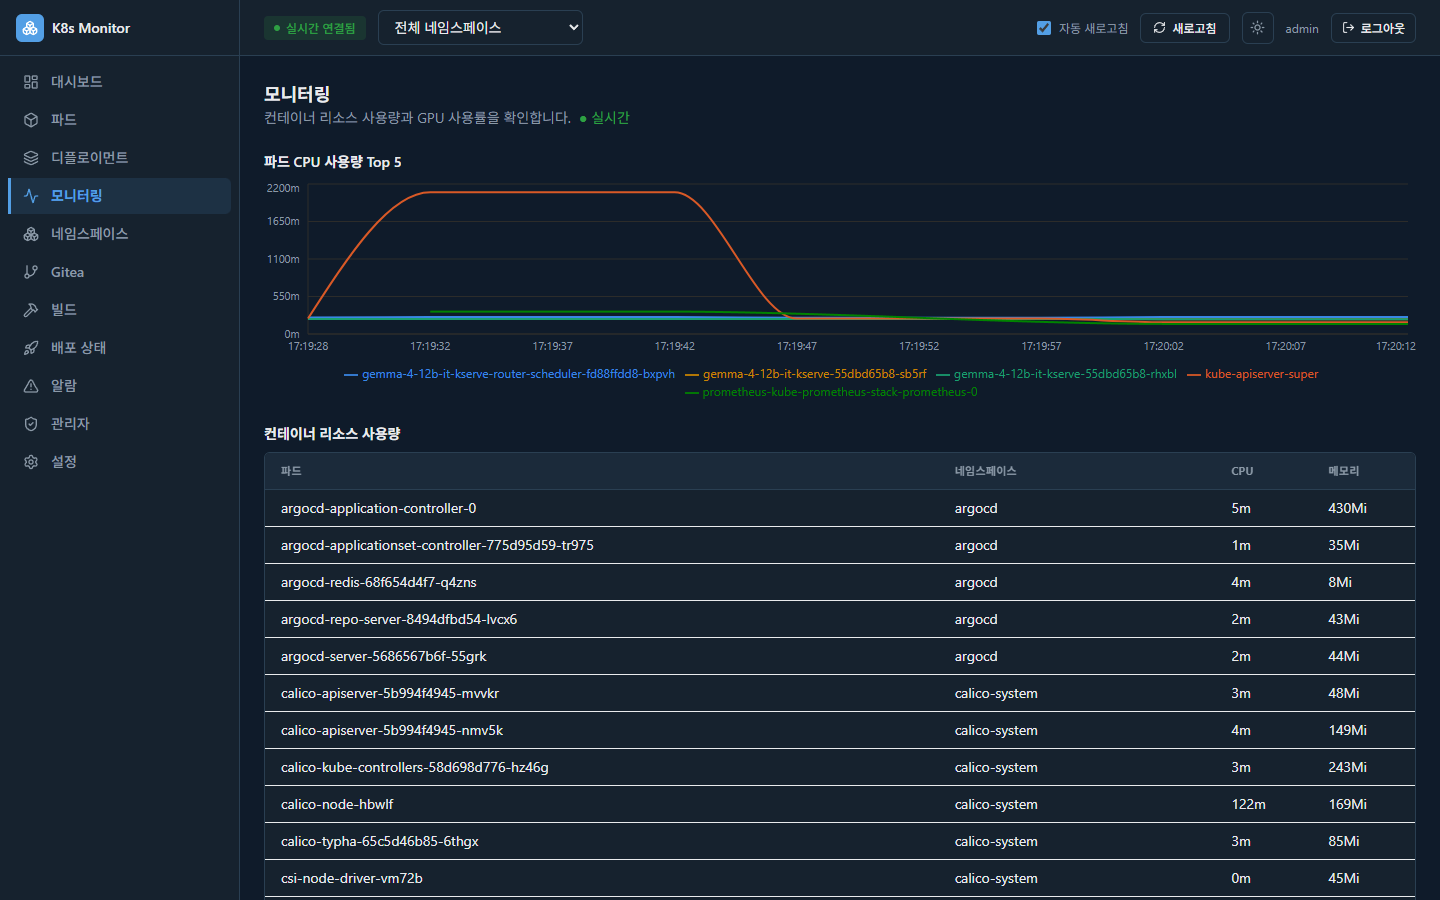 K8s Monitor
실시간 연결됨
전체 네임스페이스
자동 새로고침
새로고침
admin
로그아웃
대시보드
파드
디플로이먼트
모니터링
네임스페이스
Gitea
빌드
배포 상태
알람
관리자
설정
모니터링
컨테이너 리소스 사용량과 GPU 사용률을 확인합니다. ● 실시간
파드 CPU 사용량 Top 5
2200m
1650m
1100m
550m
0m
17:19:28 17:19:32 17:19:37 17:19:42 17:19:47 17:19:52 17:19:57 17:20:02 17:20:07 17:20:12
gemma-4-12b-it-kserve-router-scheduler-fd88ffdd8-bxpvh gemma-4-12b-it-kserve-55dbd65b8-sb5rf gemma-4-12b-it-kserve-55dbd65b8-rhxbl kube-apiserver-super
prometheus-kube-prometheus-stack-prometheus-0
컨테이너 리소스 사용량
파드 네임스페이스 CPU 메모리
argocd-application-controller-0 argocd 5m 430Mi
argocd-applicationset-controller-775d95d59-tr975 argocd 1m 35Mi
argocd-redis-68f654d4f7-q4zns argocd 4m 8Mi
argocd-repo-server-8494dfbd54-lvcx6 argocd 2m 43Mi
argocd-server-5686567b6f-55grk argocd 2m 44Mi
calico-apiserver-5b994f4945-mvvkr calico-system 3m 48Mi
calico-apiserver-5b994f4945-nmv5k calico-system 4m 149Mi
calico-kube-controllers-58d698d776-hz46g calico-system 3m 243Mi
calico-node-hbwlf calico-system 122m 169Mi
calico-typha-65c5d46b85-6thgx calico-system 3m 85Mi
csi-node-driver-vm72b calico-system 0m 45Mi